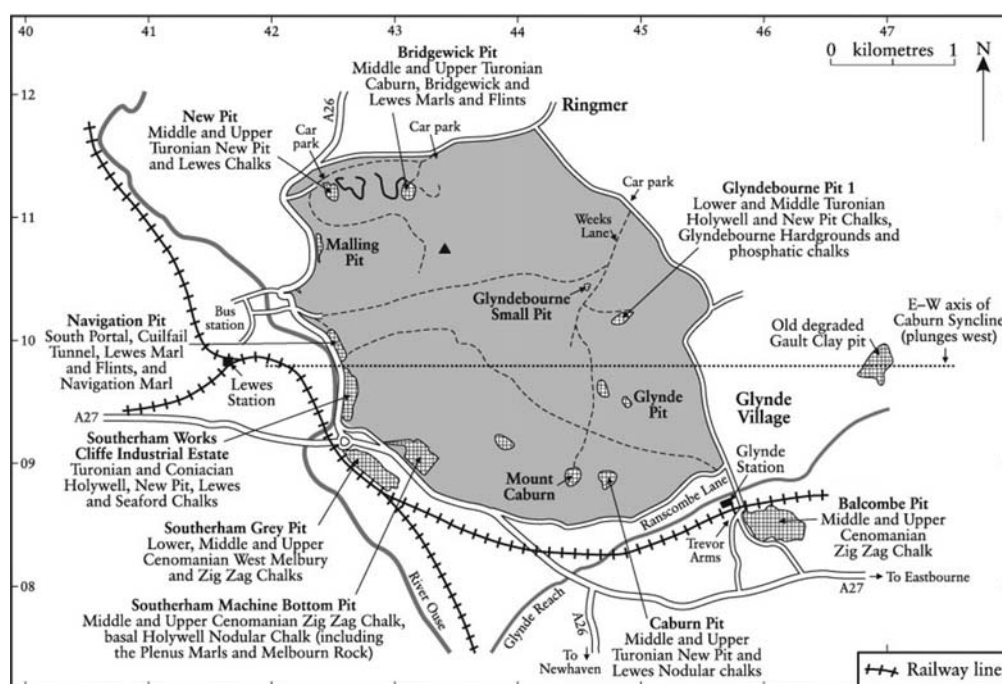 40 41 42 43 44 45 46 47
0 kilometres 1
N
12
11
10
09
08
Bridgewick Pit
Middle and Upper Turonian
Caburn, Bridgewick and
Lewes Marls and Flints
Ringmer
A26
New Pit
Middle and Upper
Turonian New Pit
and Lewes Chalks
Car
park
Car park
Car park
Weeks
Lane
Glyndebourne Pit 1
Lower and Middle Turonian
Holywell and New Pit Chalks,
Glyndebourne Hardgrounds and
phosphatic chalks
Malling
Pit
Glyndebourne
Small Pit
E–W axis of
Caburn Syncline
(plunges west)
Old degraded
Gault Clay pit
Bus
station
Navigation Pit
South Portal, Cuilfail
Tunnel, Lewes Marl
and Flints, and
Navigation Marl
Lewes
Station
Glynde
Pit
Glynde
Village
A27
Southerham Works
Cliffe Industrial Estate
Turonian and Coniacian
Holywell, New Pit, Lewes
and Seaford Chalks
Mount
Caburn
Glynde
Station
Ranscombe Lane
Balcombe Pit
Middle and Upper
Cenomanian
Zig Zag Chalk
Trevor
Arms
Southerham Grey Pit
Lower, Middle and Upper
Cenomanian West Melbury
and Zig Zag Chalks
Southerham Machine Bottom Pit
Middle and Upper Cenomanian Zig Zag Chalk,
basal Holywell Nodular Chalk (including
the Plenus Marls and Melbourn Rock)
River Ouse
Glynde Reach
A26
To
Newhaven
A27
To Eastbourne
Caburn Pit
Middle and Upper
Turonian New Pit and
Lewes Nodular chalks
Railway line